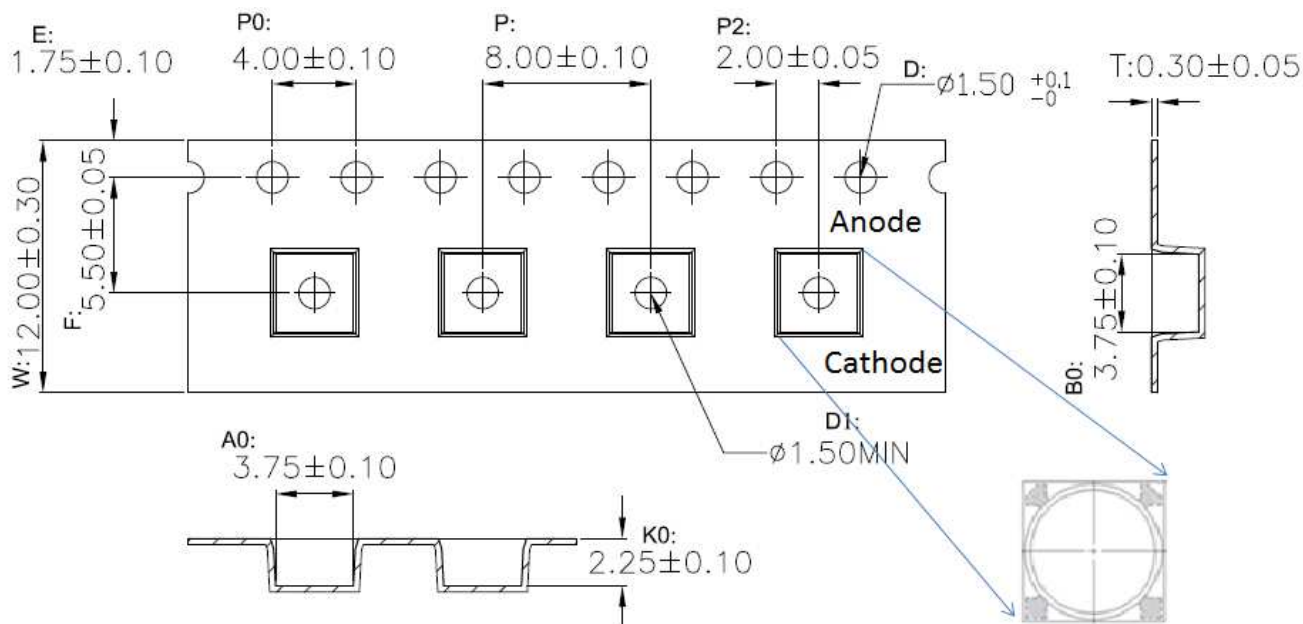 E:
1.75±0.10
P0:
4.00±0.10
P:
8.00±0.10
P2:
2.00±0.05
D:
⌀1.50 +0.1 -0
T:0.30±0.05
W:12.00±0.30
F:
5.50±0.05
Anode
Cathode
B0:
3.75±0.10
D1:
⌀1.50MIN
A0:
3.75±0.10
K0:
2.25±0.10